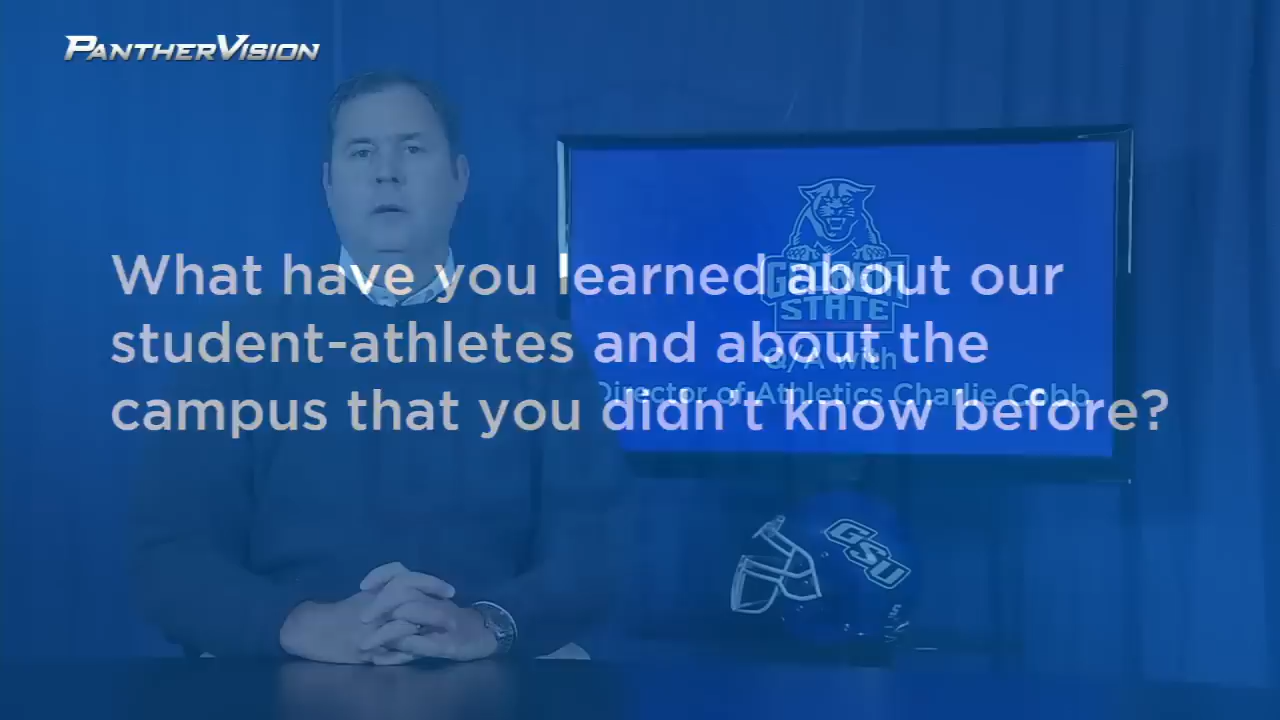 PANTHERVISION
What have you learned about our
student-athletes and about the
campus that you didn't know before?
STATE
Q/A with
Director of Athletics Charlie Cobb
GSU